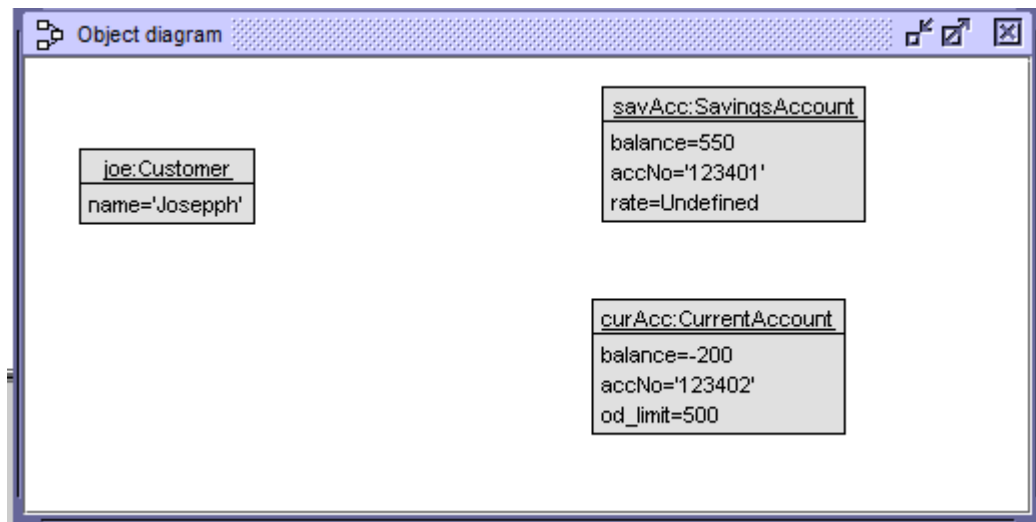 Object diagram
joe:Customer
name='Josepph'
savAcc:SavingsAccount
balance=550
accNo='123401'
rate=Undefined
curAcc:CurrentAccount
balance=-200
accNo='123402'
od_limit=500